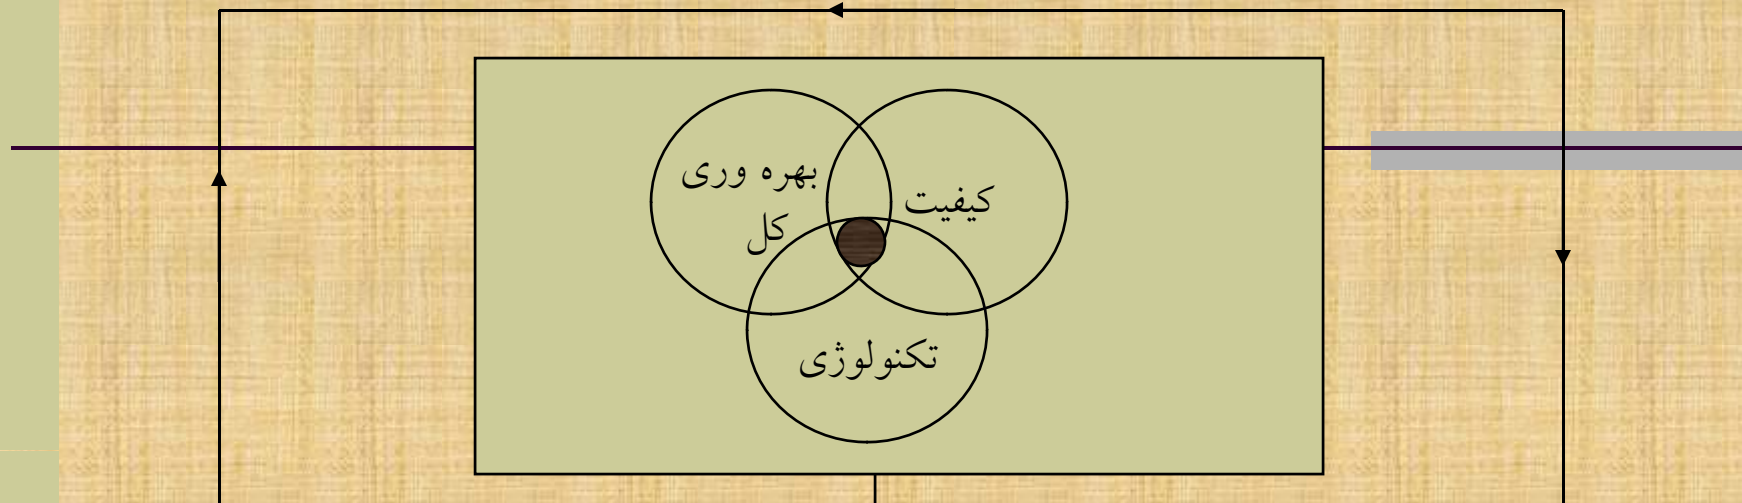 کیفیت
بهره وری
کل
تکنولوژی